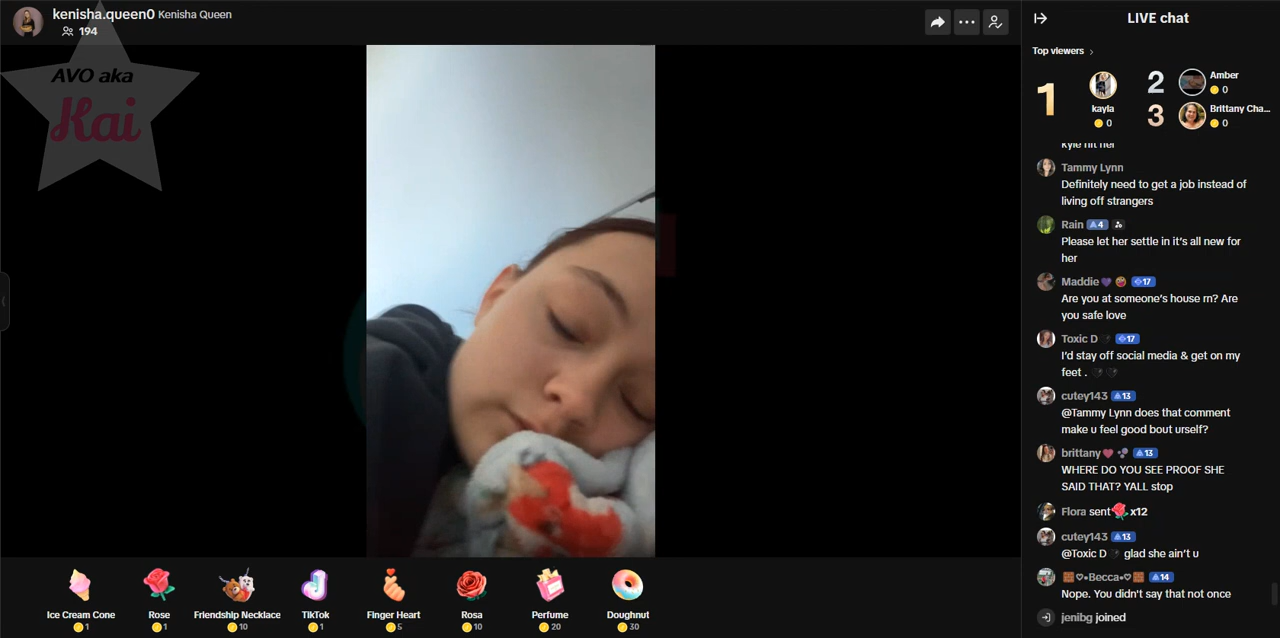 kenisha.queen0 Kenisha Queen
194
AVO aka
Kai
LIVE chat
Top viewers
1
kayla
0
2
Amber
0
3
Brittany Cha...
0
Kyle hit her
Tammy Lynn
Definitely need to get a job instead of
living off strangers
Rain 4
Please let her settle in it's all new for
her
Maddie 17
Are you at someone's house rn? Are
you safe love
Toxic D 17
I'd stay off social media & get on my
feet .
cutey143 13
@Tammy Lynn does that comment
make u feel good bout urself?
brittany 13
WHERE DO YOU SEE PROOF SHE
SAID THAT? YALL stop
Flora sent x12
cutey143 13
@Toxic D glad she ain't u
•Becca• 14
Nope. You didn't say that not once
jenibg joined
Ice Cream Cone
1
Rose
1
Friendship Necklace
10
TikTok
1
Finger Heart
5
Rosa
10
Perfume
20
Doughnut
30